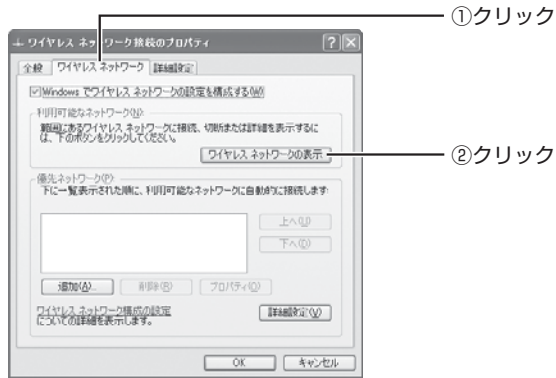 ①クリック
ワイヤレス ネットワーク接続のプロパティ
全般 ワイヤレス ネットワーク 詳細設定
Windows でワイヤレス ネットワークの設定を構成する(W)
利用可能なネットワーク(N):
範囲にあるワイヤレス ネットワークに接続、切断または詳細を表示するに
は、下のボタンをクリックしてください。
ワイヤレス ネットワークの表示
②クリック
優先ネットワーク(P):
下に一覧表示された順に、利用可能なネットワークに自動的に接続します
上へ(U)
下へ(D)
追加(A)... 削除(R) プロパティ(O)
ワイヤレス ネットワーク構成の設定
についての詳細を表示します。
詳細設定(V)
OK キャンセル